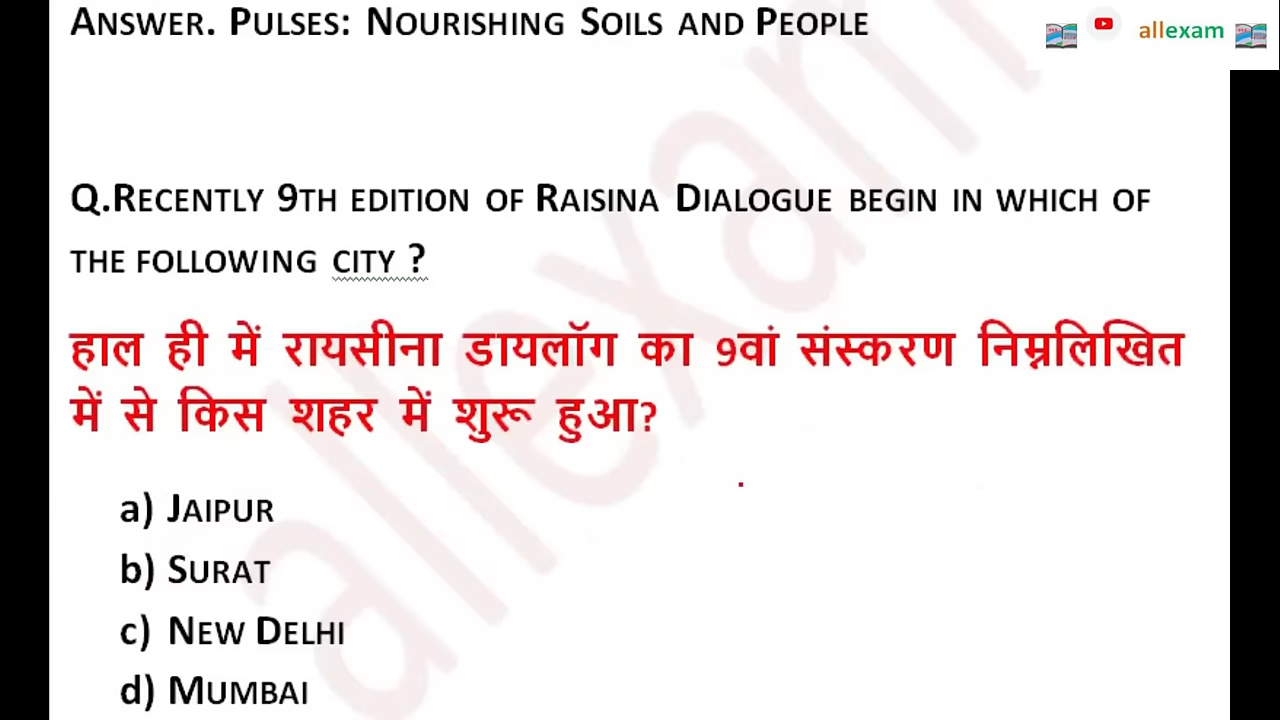 ANSWER. PULSES: NOURISHING SOILS AND PEOPLE
allexam
Q.RECENTLY 9TH EDITION OF RAISINA DIALOGUE BEGIN IN WHICH OF
THE FOLLOWING CITY ?
हाल ही में रायसीना डायलॉग का 9वां संस्करण निम्नलिखित
में से किस शहर में शुरू हुआ?
a) JAIPUR
b) SURAT
c) NEW DELHI
d) MUMBAI
allexam